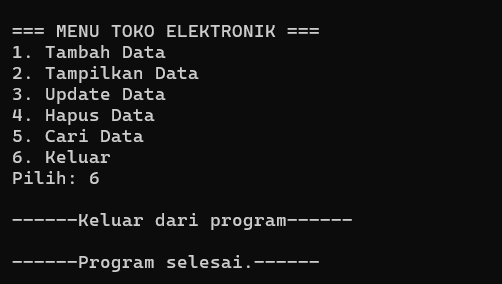 === MENU TOKO ELEKTRONIK ===
1. Tambah Data
2. Tampilkan Data
3. Update Data
4. Hapus Data
5. Cari Data
6. Keluar
Pilih: 6
------Keluar dari program------
------Program selesai.------